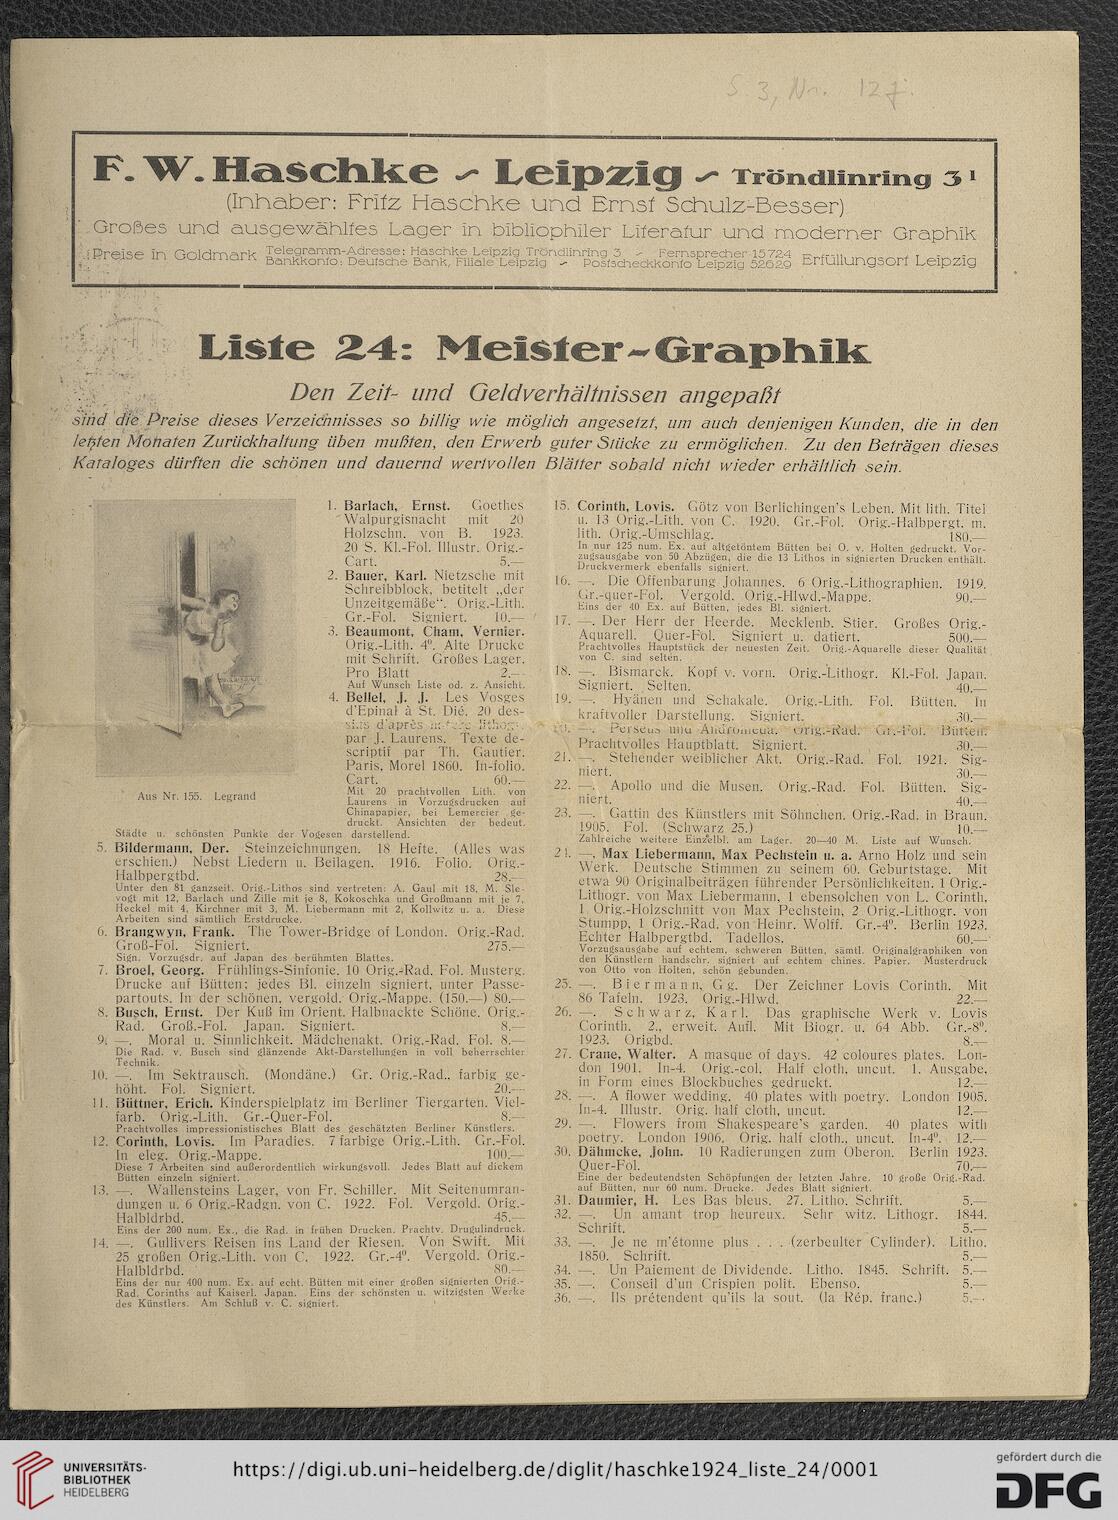 S. 3, Nr. 127.
F. W. Haschke ~ Leipzig ~ Tröndlinring 3¹
(Inhaber: Fritz Haschke und Ernst Schulz-Besser)
Großes und ausgewähltes Lager in bibliophiler Literatur und moderner Graphik
Preise in Goldmark
Telegramm-Adresse: Haschke Leipzig Tröndlinring 3 ~ Fernsprecher 15724
Bankkonto: Deutsche Bank, Filiale Leipzig ~ Postscheckkonto Leipzig 52629
Erfüllungsort Leipzig
Liste 24: Meister-Graphik
Den Zeit- und Geldverhältnissen angepaßt
sind die Preise dieses Verzeichnisses so billig wie möglich angesetzt, um auch denjenigen Kunden, die in den
letzten Monaten Zurückhaltung üben mußten, den Erwerb guter Stücke zu ermöglichen. Zu den Beträgen dieses
Kataloges dürften die schönen und dauernd wertvollen Blätter sobald nicht wieder erhältlich sein.
Aus Nr. 155. Legrand
1. Barlach, Ernst. Goethes
Walpurgisnacht mit 20
Holzschn. von B. 1923.
20 S. Kl.-Fol. Illustr. Orig.-
Cart. 5.—
2. Bauer, Karl. Nietzsche mit
Schreibblock, betitelt „der
Unzeitgemäße“. Orig.-Lith.
Gr.-Fol. Signiert. 10.—
3. Beaumont, Cham, Vernier.
Orig.-Lith. 4⁰. Alte Drucke
mit Schrift. Großes Lager.
Pro Blatt 2.—
Auf Wunsch Liste od. z. Ansicht.
4. Bellel, J. J. Les Vosges
d'Epinal à St. Dié. 20 des-
sins d'après lithogr.
par J. Laurens. Texte de-
scriptif par Th. Gautier.
Paris, Morel 1860. In-folio.
Cart. 60.—
Mit 20 prachtvollen Lith. von
Laurens in Vorzugsdrucken auf
Chinapapier, bei Lemercier ge-
druckt. Ansichten der bedeut.
Städte u. schönsten Punkte der Vogesen darstellend.
5. Bildermann, Der. Steinzeichnungen. 18 Hefte. (Alles was
erschien.) Nebst Liedern u. Beilagen. 1916. Folio. Orig.-
Halbpergtbd. 28.—
Unter den 81 ganzseit. Orig.-Lithos sind vertreten: A. Gaul mit 18, M. Sle-
vogt mit 12, Barlach und Zille mit je 8, Kokoschka und Großmann mit je 7,
Heckel mit 4, Kirchner mit 3, M. Liebermann mit 2, Kollwitz u. a. Diese
Arbeiten sind sämtlich Erstdrucke.
6. Brangwyn, Frank. The Tower-Bridge of London. Orig.-Rad.
Groß-Fol. Signiert. 275.—
Sign. Vorzugsdr. auf Japan des berühmten Blattes.
7. Broel, Georg. Frühlings-Sinfonie. 10 Orig.-Rad. Fol. Musterg.
Drucke auf Bütten; jedes Bl. einzeln signiert, unter Passe-
partouts. In der schönen, vergold. Orig.-Mappe. (150.—) 80.—
8. Busch, Ernst. Der Kuß im Orient. Halbnackte Schöne. Orig.-
Rad. Groß.-Fol. Japan. Signiert. 8.—
9. —. Moral u. Sinnlichkeit. Mädchenakt. Orig.-Rad. Fol. 8.—
Die Rad. v. Busch sind glänzende Akt-Darstellungen in voll beherrschter
Technik.
10. —. Im Sektrausch. (Mondäne.) Gr. Orig.-Rad., farbig ge-
höht. Fol. Signiert. 20.—
11. Büttner, Erich. Kinderspielplatz im Berliner Tiergarten. Viel-
farb. Orig.-Lith. Gr.-Quer-Fol. 8.—
Prachtvolles impressionistisches Blatt des geschätzten Berliner Künstlers.
12. Corinth, Lovis. Im Paradies. 7 farbige Orig.-Lith. Gr.-Fol.
In eleg. Orig.-Mappe. 100.—
Diese 7 Arbeiten sind außerordentlich wirkungsvoll. Jedes Blatt auf dickem
Bütten einzeln signiert.
13. —. Wallensteins Lager, von Fr. Schiller. Mit Seitenumran-
dungen u. 6 Orig.-Radgn. von C. 1922. Fol. Vergold. Orig.-
Halbldrbd. 45.—
Eins der 200 num. Ex., die Rad. in frühen Drucken. Prachtv. Drugulindruck.
14. —. Gullivers Reisen ins Land der Riesen. Von Swift. Mit
25 großen Orig.-Lith. von C. 1922. Gr.-4⁰. Vergold. Orig.-
Halbldrbd. 80.—
Eins der nur 400 num. Ex. auf echt. Bütten mit einer großen signierten Orig.-
Rad. Corinths auf Kaiserl. Japan. Eins der schönsten u. witzigsten Werke
des Künstlers. Am Schluß v. C. signiert.
15. Corinth, Lovis. Götz von Berlichingen's Leben. Mit lith. Titel
u. 13 Orig.-Lith. von C. 1920. Gr.-Fol. Orig.-Halbpergt. m.
lith. Orig.-Umschlag. 180.—
In nur 125 num. Ex. auf altgetöntem Bütten bei O. v. Holten gedruckt. Vor-
zugsausgabe von 50 Abzügen, die die 13 Lithos in signierten Drucken enthält.
Druckvermerk ebenfalls signiert.
16. —. Die Offenbarung Johannes. 6 Orig.-Lithographien. 1919.
Gr.-quer-Fol. Vergold. Orig.-Hlwd.-Mappe. 90.—
Eins der 40 Ex. auf Bütten, jedes Bl. signiert.
17. —. Der Herr der Heerde. Mecklenb. Stier. Großes Orig.-
Aquarell. Quer-Fol. Signiert u. datiert. 500.—
Prachtvolles Hauptstück der neuesten Zeit. Orig.-Aquarelle dieser Qualität
von C. sind selten.
18. —. Bismarck. Kopf v. vorn. Orig.-Lithogr. Kl.-Fol. Japan.
Signiert. Selten. 40.—
19. —. Hyänen und Schakale. Orig.-Lith. Fol. Bütten. In
kraftvoller Darstellung. Signiert. 30.—
20. —. Perseus und Andromeda. Orig.-Rad. Gr.-Fol. Bütten.
Prachtvolles Hauptblatt. Signiert. 30.—
21. —. Stehender weiblicher Akt. Orig.-Rad. Fol. 1921. Sig-
niert. 30.—
22. —. Apollo und die Musen. Orig.-Rad. Fol. Bütten. Sig-
niert. 40.—
23. —. Gattin des Künstlers mit Söhnchen. Orig.-Rad. in Braun.
1905. Fol. (Schwarz 25.) 10.—
Zahlreiche weitere Einzelbl. am Lager. 20—40 M. Liste auf Wunsch.
24. —, Max Liebermann, Max Pechstein u. a. Arno Holz und sein
Werk. Deutsche Stimmen zu seinem 60. Geburtstage. Mit
etwa 90 Originalbeiträgen führender Persönlichkeiten. 1 Orig.-
Lithogr. von Max Liebermann, 1 ebensolchen von L. Corinth,
1 Orig.-Holzschnitt von Max Pechstein, 2 Orig.-Lithogr. von
Stumpp, 1 Orig.-Rad. von Heinr. Wolff. Gr.-4⁰. Berlin 1923.
Echter Halbpergtbd. Tadellos. 60.—
Vorzugsausgabe auf echtem, schweren Bütten, sämtl. Originalgraphiken von
den Künstlern handschr. signiert auf echtem chines. Papier. Musterdruck
von Otto von Holten, schön gebunden.
25. —. Biermann, Gg. Der Zeichner Lovis Corinth. Mit
86 Tafeln. 1923. Orig.-Hlwd. 22.—
26. —. Schwarz, Karl. Das graphische Werk v. Lovis
Corinth. 2., erweit. Aufl. Mit Biogr. u. 64 Abb. Gr.-8⁰.
1923. Origbd. 8.—
27. Crane, Walter. A masque of days. 42 coloures plates. Lon-
don 1901. In-4. Orig.-col. Half cloth, uncut. 1. Ausgabe,
in Form eines Blockbuches gedruckt. 12.—
28. —. A flower wedding. 40 plates with poetry. London 1905.
In-4. Illustr. Orig. half cloth, uncut. 12.—
29. —. Flowers from Shakespeare's garden. 40 plates with
poetry. London 1906. Orig. half cloth., uncut. In-4⁰. 12.—
30. Dähmcke, John. 10 Radierungen zum Oberon. Berlin 1923.
Quer-Fol. 70.—
Eine der bedeutendsten Schöpfungen der letzten Jahre. 10 große Orig.-Rad.
auf Bütten, nur 60 num. Drucke. Jedes Blatt signiert.
31. Daumier, H. Les Bas bleus. 27. Litho. Schrift. 5.—
32. —. Un amant trop heureux. Sehr witz. Lithogr. 1844.
Schrift. 5.—
33. —. Je ne m'étonne plus . . . (zerbeulter Cylinder). Litho.
1850. Schrift. 5.—
34. —. Un Paiement de Dividende. Litho. 1845. Schrift. 5.—
35. —. Conseil d'un Crispien polit. Ebenso. 5.—
36. —. Ils prétendent qu'ils la sout. (la Rép. franc.) 5.—
UNIVERSITÄTS-
BIBLIOTHEK
HEIDELBERG
https://digi.ub.uni-heidelberg.de/diglit/haschke1924_liste_24/0001
gefördert durch die
DFG